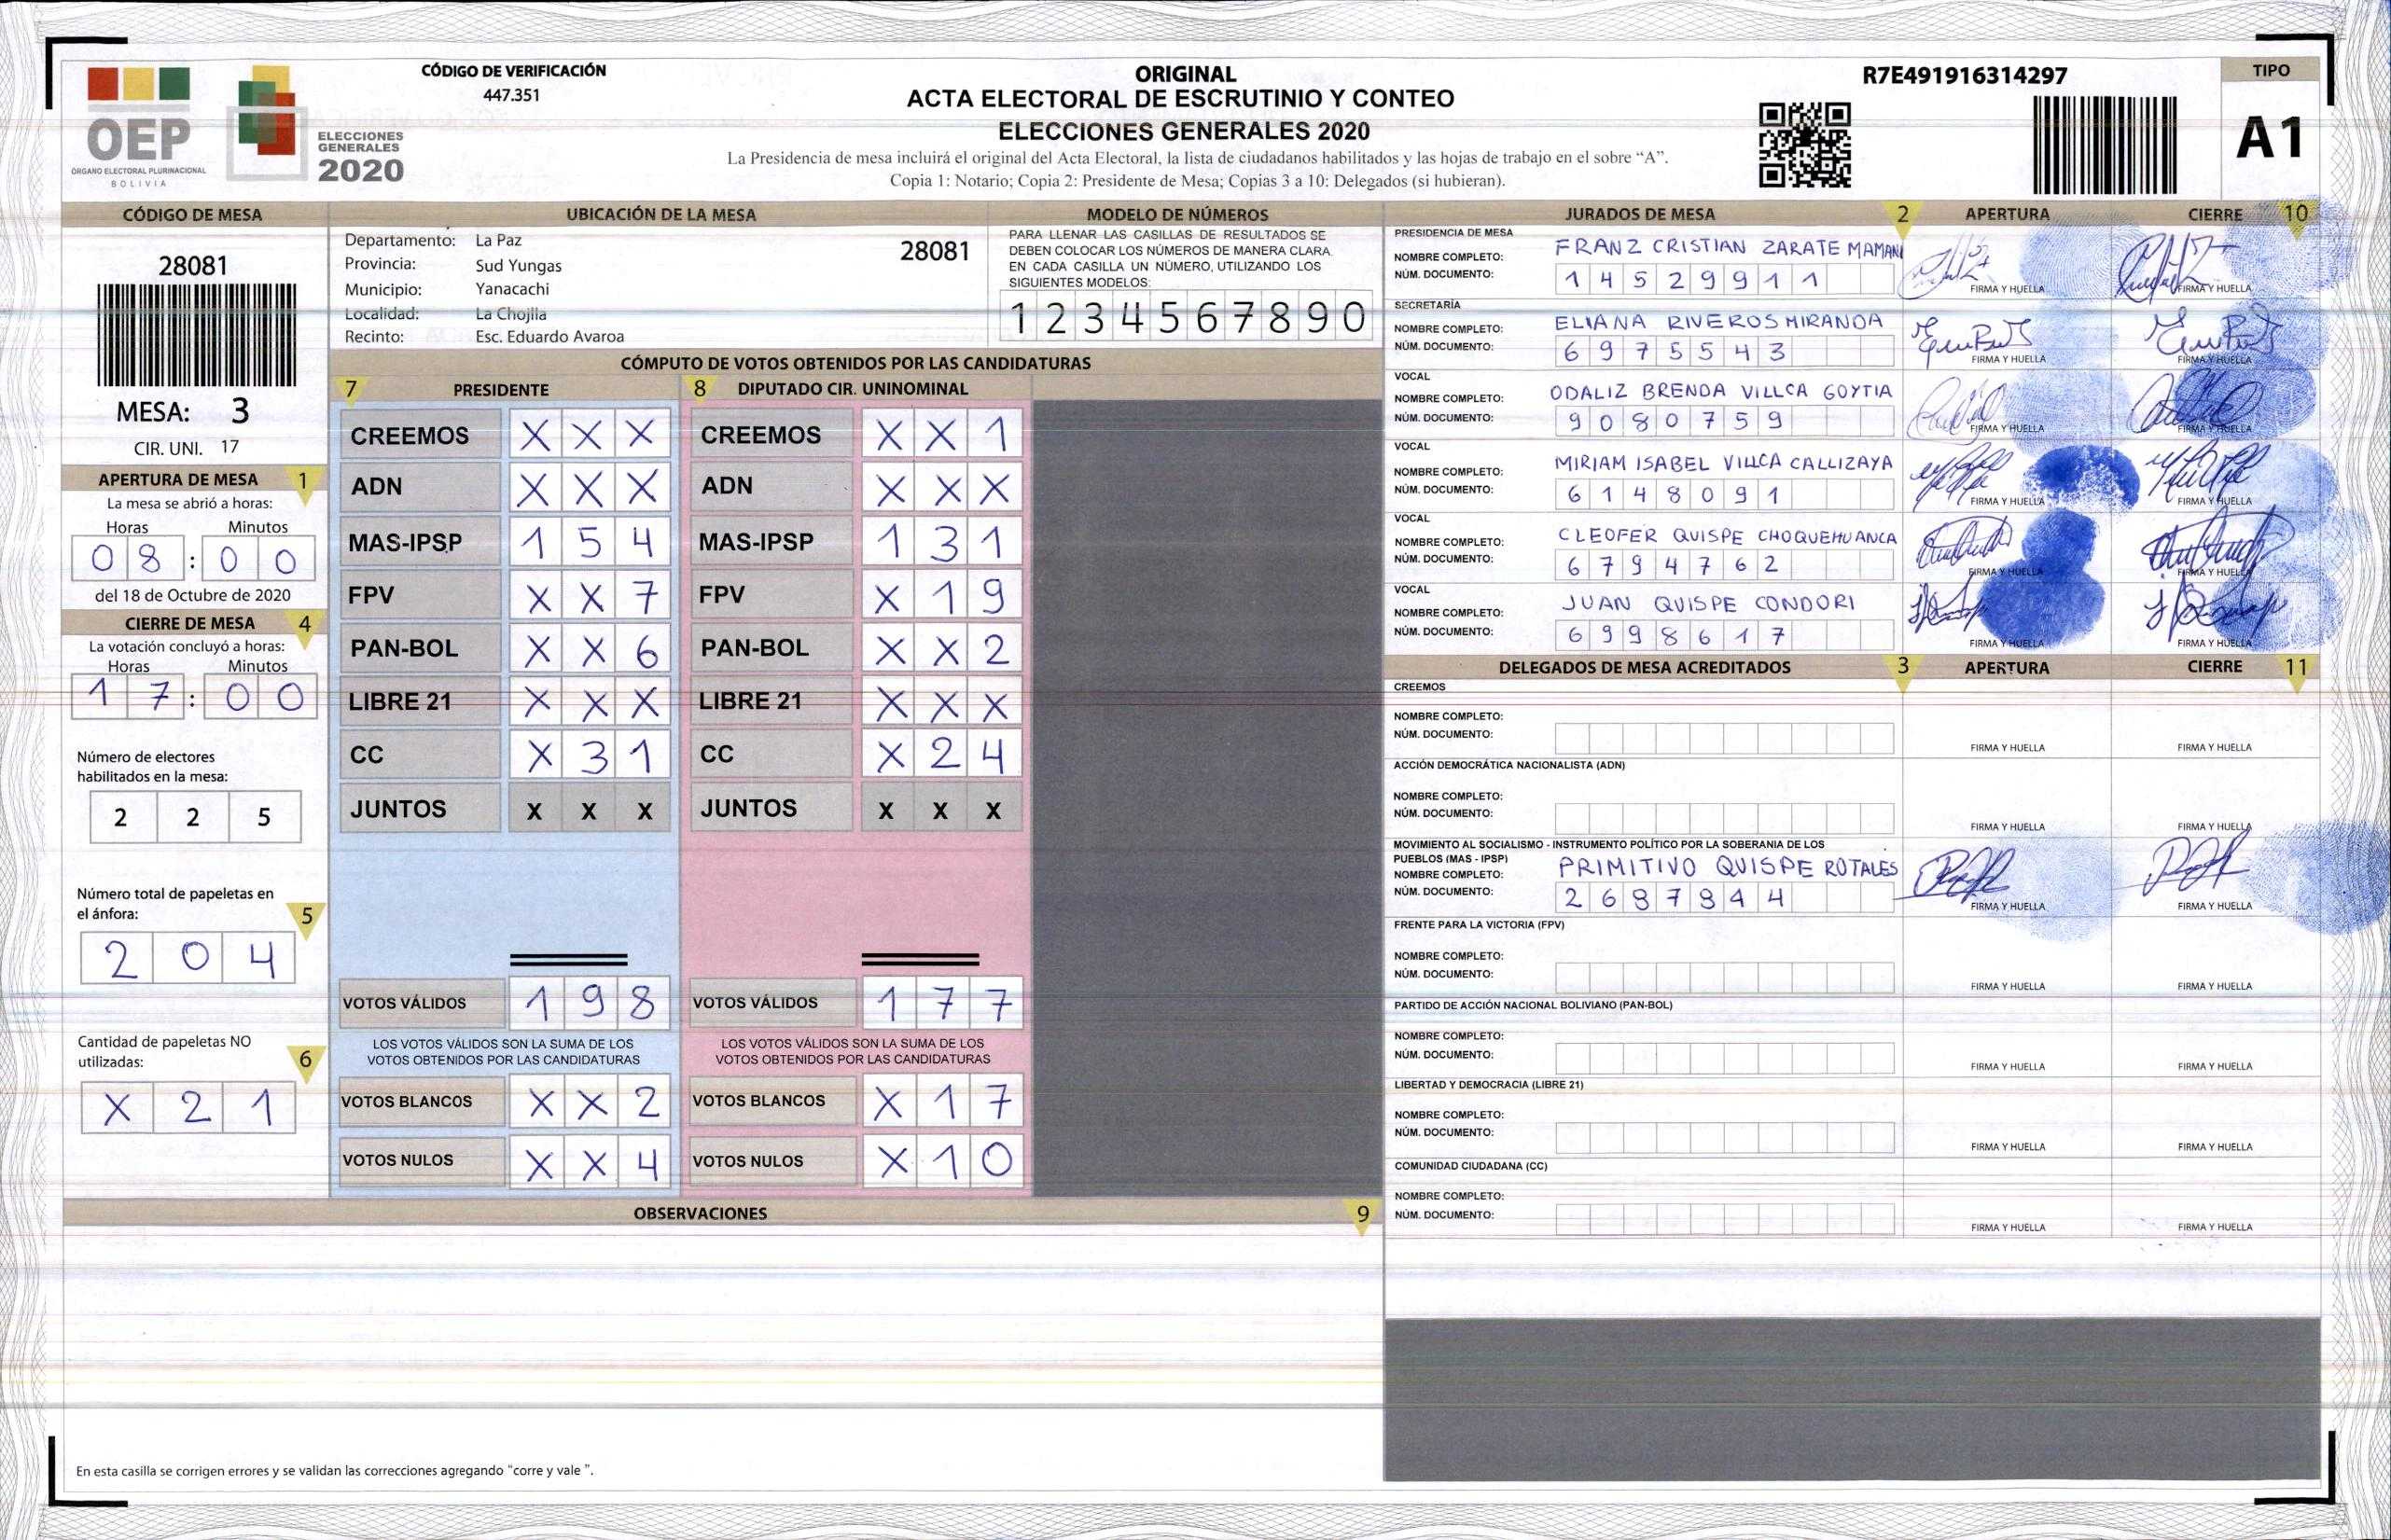 OEP
ÓRGANO ELECTORAL PLURINACIONAL
BOLIVIA
ELECCIONES
GENERALES
2020
CÓDIGO DE VERIFICACIÓN
447.351
ORIGINAL
ACTA ELECTORAL DE ESCRUTINIO Y CONTEO
ELECCIONES GENERALES 2020
La Presidencia de mesa incluirá el original del Acta Electoral, la lista de ciudadanos habilitados y las hojas de trabajo en el sobre “A”.
Copia 1: Notario; Copia 2: Presidente de Mesa; Copias 3 a 10: Delegados (si hubieran).
R7E491916314297
TIPO
A1
CÓDIGO DE MESA
28081
MESA: 3
CIR. UNI. 17
APERTURA DE MESA 1
La mesa se abrió a horas:
Horas Minutos
0 8 : 0 0
del 18 de Octubre de 2020
CIERRE DE MESA 4
La votación concluyó a horas:
Horas Minutos
1 7 : 0 0
Número de electores
habilitados en la mesa:
2 2 5
Número total de papeletas en
el ánfora: 5
2 0 4
Cantidad de papeletas NO
utilizadas: 6
X 2 1
UBICACIÓN DE LA MESA
Departamento: La Paz 28081
Provincia: Sud Yungas
Municipio: Yanacachi
Localidad: La Chojlla
Recinto: Esc. Eduardo Avaroa
MODELO DE NÚMEROS
PARA LLENAR LAS CASILLAS DE RESULTADOS SE
DEBEN COLOCAR LOS NÚMEROS DE MANERA CLARA.
EN CADA CASILLA UN NÚMERO, UTILIZANDO LOS
SIGUIENTES MODELOS:
1 2 3 4 5 6 7 8 9 0
CÓMPUTO DE VOTOS OBTENIDOS POR LAS CANDIDATURAS
7 PRESIDENTE 8 DIPUTADO CIR. UNINOMINAL
CREEMOS X X X CREEMOS X X 1
ADN X X X ADN X X X
MAS-IPSP 1 5 4 MAS-IPSP 1 3 1
FPV X X 7 FPV X 1 9
PAN-BOL X X 6 PAN-BOL X X 2
LIBRE 21 X X X LIBRE 21 X X X
CC X 3 1 CC X 2 4
JUNTOS X X X JUNTOS X X X
VOTOS VÁLIDOS 1 9 8 VOTOS VÁLIDOS 1 7 7
LOS VOTOS VÁLIDOS SON LA SUMA DE LOS LOS VOTOS VÁLIDOS SON LA SUMA DE LOS
VOTOS OBTENIDOS POR LAS CANDIDATURAS VOTOS OBTENIDOS POR LAS CANDIDATURAS
VOTOS BLANCOS X X 2 VOTOS BLANCOS X 1 7
VOTOS NULOS X X 4 VOTOS NULOS X 1 0
OBSERVACIONES 9
En esta casilla se corrigen errores y se validan las correcciones agregando “corre y vale ”.
JURADOS DE MESA 2 APERTURA CIERRE 10
PRESIDENCIA DE MESA
NOMBRE COMPLETO: FRANZ CRISTIAN ZARATE MAMANI
NÚM. DOCUMENTO: 1 4 5 2 9 9 1 1 FIRMA Y HUELLA FIRMA Y HUELLA
SECRETARÍA
NOMBRE COMPLETO: ELIANA RIVEROS MIRANDA
NÚM. DOCUMENTO: 6 9 7 5 5 4 3 FIRMA Y HUELLA FIRMA Y HUELLA
VOCAL
NOMBRE COMPLETO: ODALIZ BRENDA VILLCA GOYTIA
NÚM. DOCUMENTO: 9 0 8 0 7 5 9 FIRMA Y HUELLA FIRMA Y HUELLA
VOCAL
NOMBRE COMPLETO: MIRIAM ISABEL VILLCA CALLIZAYA
NÚM. DOCUMENTO: 6 1 4 8 0 9 1 FIRMA Y HUELLA FIRMA Y HUELLA
VOCAL
NOMBRE COMPLETO: CLEOFER QUISPE CHOQUEHUANCA
NÚM. DOCUMENTO: 6 7 9 4 7 6 2 FIRMA Y HUELLA FIRMA Y HUELLA
VOCAL
NOMBRE COMPLETO: JUAN QUISPE CONDORI
NÚM. DOCUMENTO: 6 9 9 8 6 1 7 FIRMA Y HUELLA FIRMA Y HUELLA
DELEGADOS DE MESA ACREDITADOS 3 APERTURA CIERRE 11
CREEMOS
NOMBRE COMPLETO:
NÚM. DOCUMENTO: FIRMA Y HUELLA FIRMA Y HUELLA
ACCIÓN DEMOCRÁTICA NACIONALISTA (ADN)
NOMBRE COMPLETO:
NÚM. DOCUMENTO: FIRMA Y HUELLA FIRMA Y HUELLA
MOVIMIENTO AL SOCIALISMO - INSTRUMENTO POLÍTICO POR LA SOBERANIA DE LOS
PUEBLOS (MAS - IPSP)
NOMBRE COMPLETO: PRIMITIVO QUISPE ROTALES
NÚM. DOCUMENTO: FIRMA Y HUELLA FIRMA Y HUELLA
FRENTE PARA LA VICTORIA (FPV)
NOMBRE COMPLETO:
NÚM. DOCUMENTO: FIRMA Y HUELLA FIRMA Y HUELLA
PARTIDO DE ACCIÓN NACIONAL BOLIVIANO (PAN-BOL)
NOMBRE COMPLETO:
NÚM. DOCUMENTO: FIRMA Y HUELLA FIRMA Y HUELLA
LIBERTAD Y DEMOCRACIA (LIBRE 21)
NOMBRE COMPLETO:
NÚM. DOCUMENTO: FIRMA Y HUELLA FIRMA Y HUELLA
COMUNIDAD CIUDADANA (CC)
NOMBRE COMPLETO:
NÚM. DOCUMENTO: FIRMA Y HUELLA FIRMA Y HUELLA